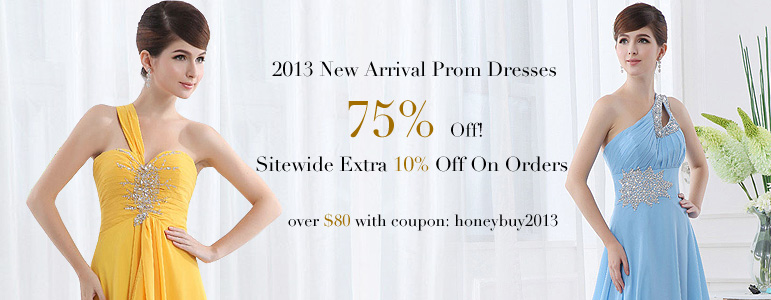 2013 New Arrival Prom Dresses
75% Off!
Sitewide Extra 10% Off On Orders
over $80 with coupon: honeybuy2013